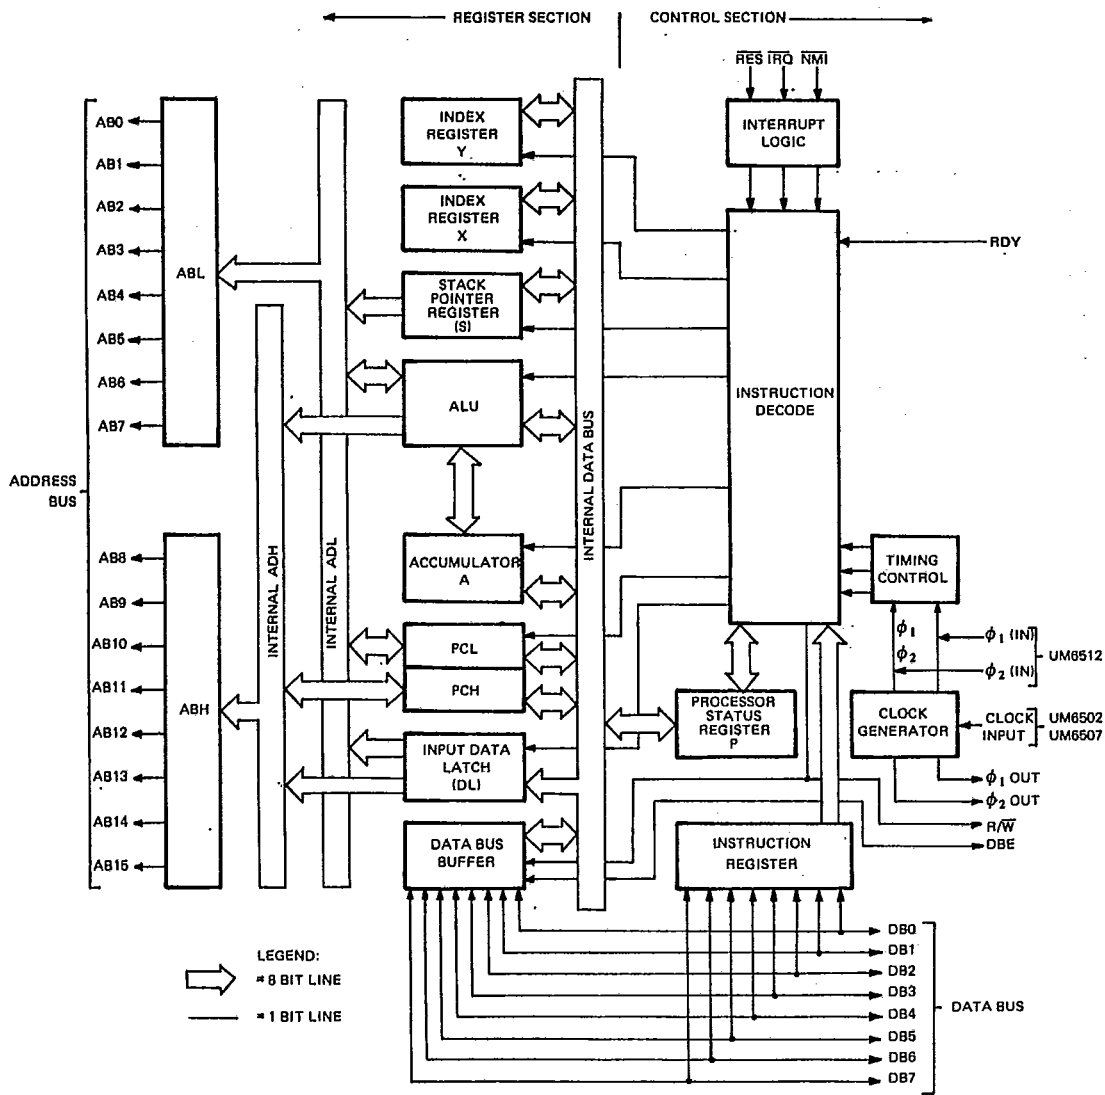 REGISTER SECTION
CONTROL SECTION
RES IRQ NMI
INTERRUPT
LOGIC
INDEX
REGISTER
Y
INDEX
REGISTER
X
STACK
POINTER
REGISTER
(S)
ALU
ACCUMULATOR
A
PCL
PCH
INPUT DATA
LATCH
(DL)
DATA BUS
BUFFER
INTERNAL DATA BUS
INTERNAL ADL
INTERNAL ADH
ABL
ABH
ADDRESS
BUS
AB0
AB1
AB2
AB3
AB4
AB5
AB6
AB7
AB8
AB9
AB10
AB11
AB12
AB13
AB14
AB15
INSTRUCTION
DECODE
RDY
TIMING
CONTROL
ϕ1
ϕ2
ϕ1 (IN)
ϕ2 (IN)
UM6512
CLOCK
GENERATOR
CLOCK
INPUT
UM6502
UM6507
ϕ1 OUT
ϕ2 OUT
R/W
DBE
PROCESSOR
STATUS
REGISTER
P
INSTRUCTION
REGISTER
DB0
DB1
DB2
DB3
DB4
DB5
DB6
DB7
DATA BUS
LEGEND:
= 8 BIT LINE
= 1 BIT LINE